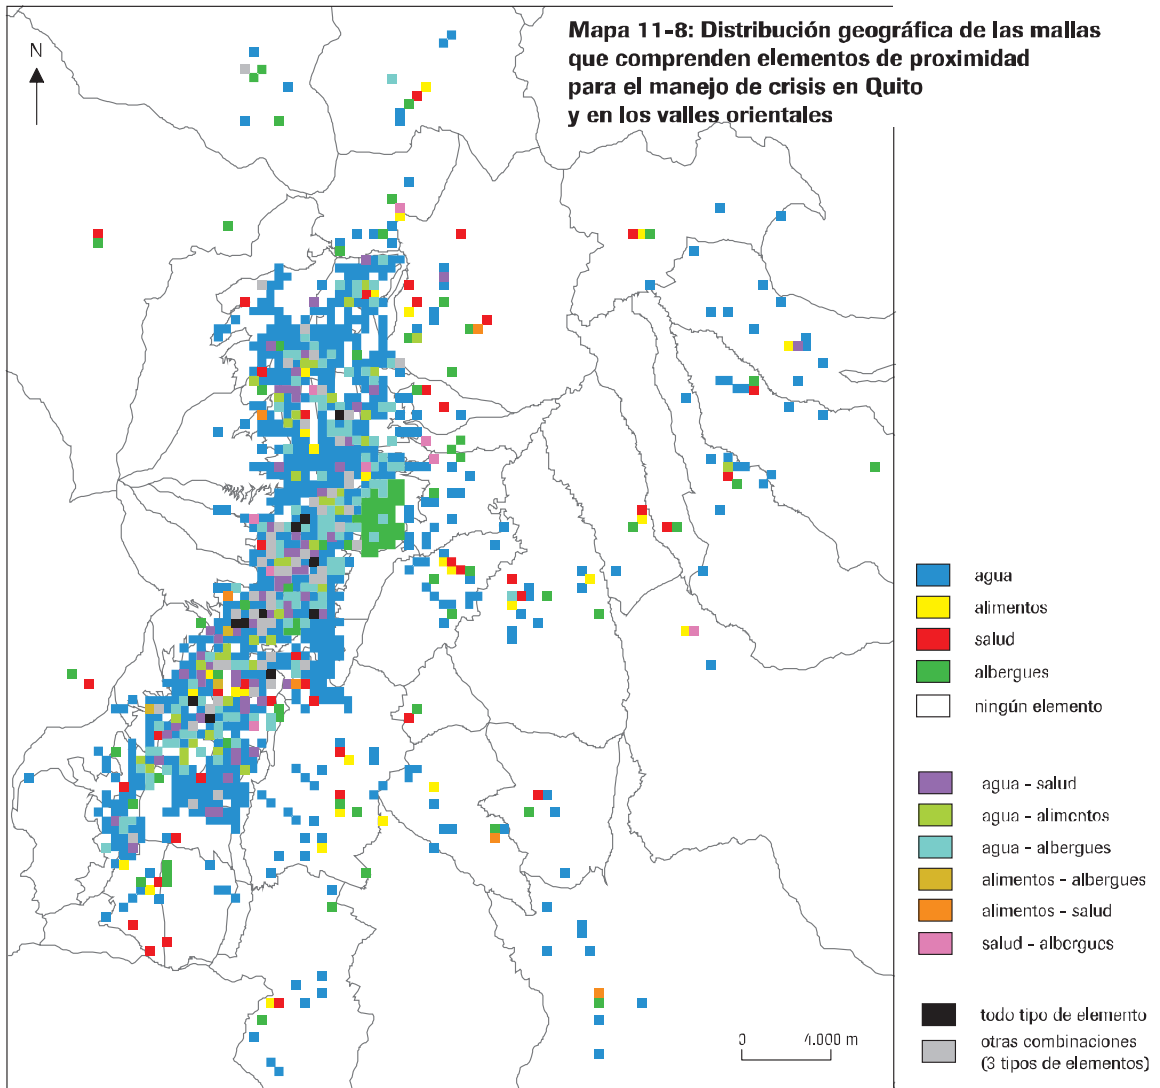 Mapa 11-8: Distribución geográfica de las mallas
que comprenden elementos de proximidad
para el manejo de crisis en Quito
y en los valles orientales
N
agua
alimentos
salud
albergues
ningún elemento
agua - salud
agua - alimentos
agua - albergues
alimentos - albergues
alimentos - salud
salud - albergues
todo tipo de elemento
otras combinaciones
(3 tipos de elementos)
0 4.000 m